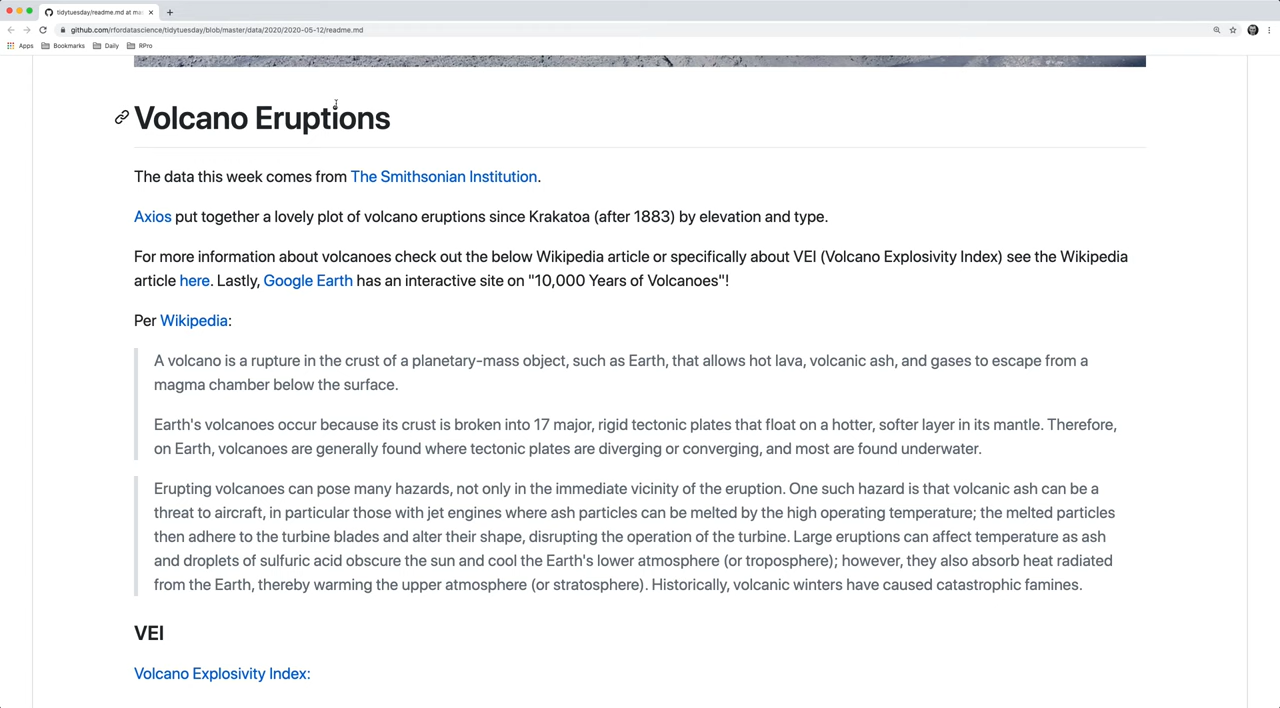 tidytuesday/readme.md at ma
github.com/rfordatascience/tidytuesday/blob/master/data/2020/2020-05-12/readme.md
Apps Bookmarks Daily RPro
Volcano Eruptions
The data this week comes from The Smithsonian Institution.
Axios put together a lovely plot of volcano eruptions since Krakatoa (after 1883) by elevation and type.
For more information about volcanoes check out the below Wikipedia article or specifically about VEI (Volcano Explosivity Index) see the Wikipedia
article here. Lastly, Google Earth has an interactive site on "10,000 Years of Volcanoes"!
Per Wikipedia:
A volcano is a rupture in the crust of a planetary-mass object, such as Earth, that allows hot lava, volcanic ash, and gases to escape from a
magma chamber below the surface.
Earth's volcanoes occur because its crust is broken into 17 major, rigid tectonic plates that float on a hotter, softer layer in its mantle. Therefore,
on Earth, volcanoes are generally found where tectonic plates are diverging or converging, and most are found underwater.
Erupting volcanoes can pose many hazards, not only in the immediate vicinity of the eruption. One such hazard is that volcanic ash can be a
threat to aircraft, in particular those with jet engines where ash particles can be melted by the high operating temperature; the melted particles
then adhere to the turbine blades and alter their shape, disrupting the operation of the turbine. Large eruptions can affect temperature as ash
and droplets of sulfuric acid obscure the sun and cool the Earth's lower atmosphere (or troposphere); however, they also absorb heat radiated
from the Earth, thereby warming the upper atmosphere (or stratosphere). Historically, volcanic winters have caused catastrophic famines.
VEI
Volcano Explosivity Index: